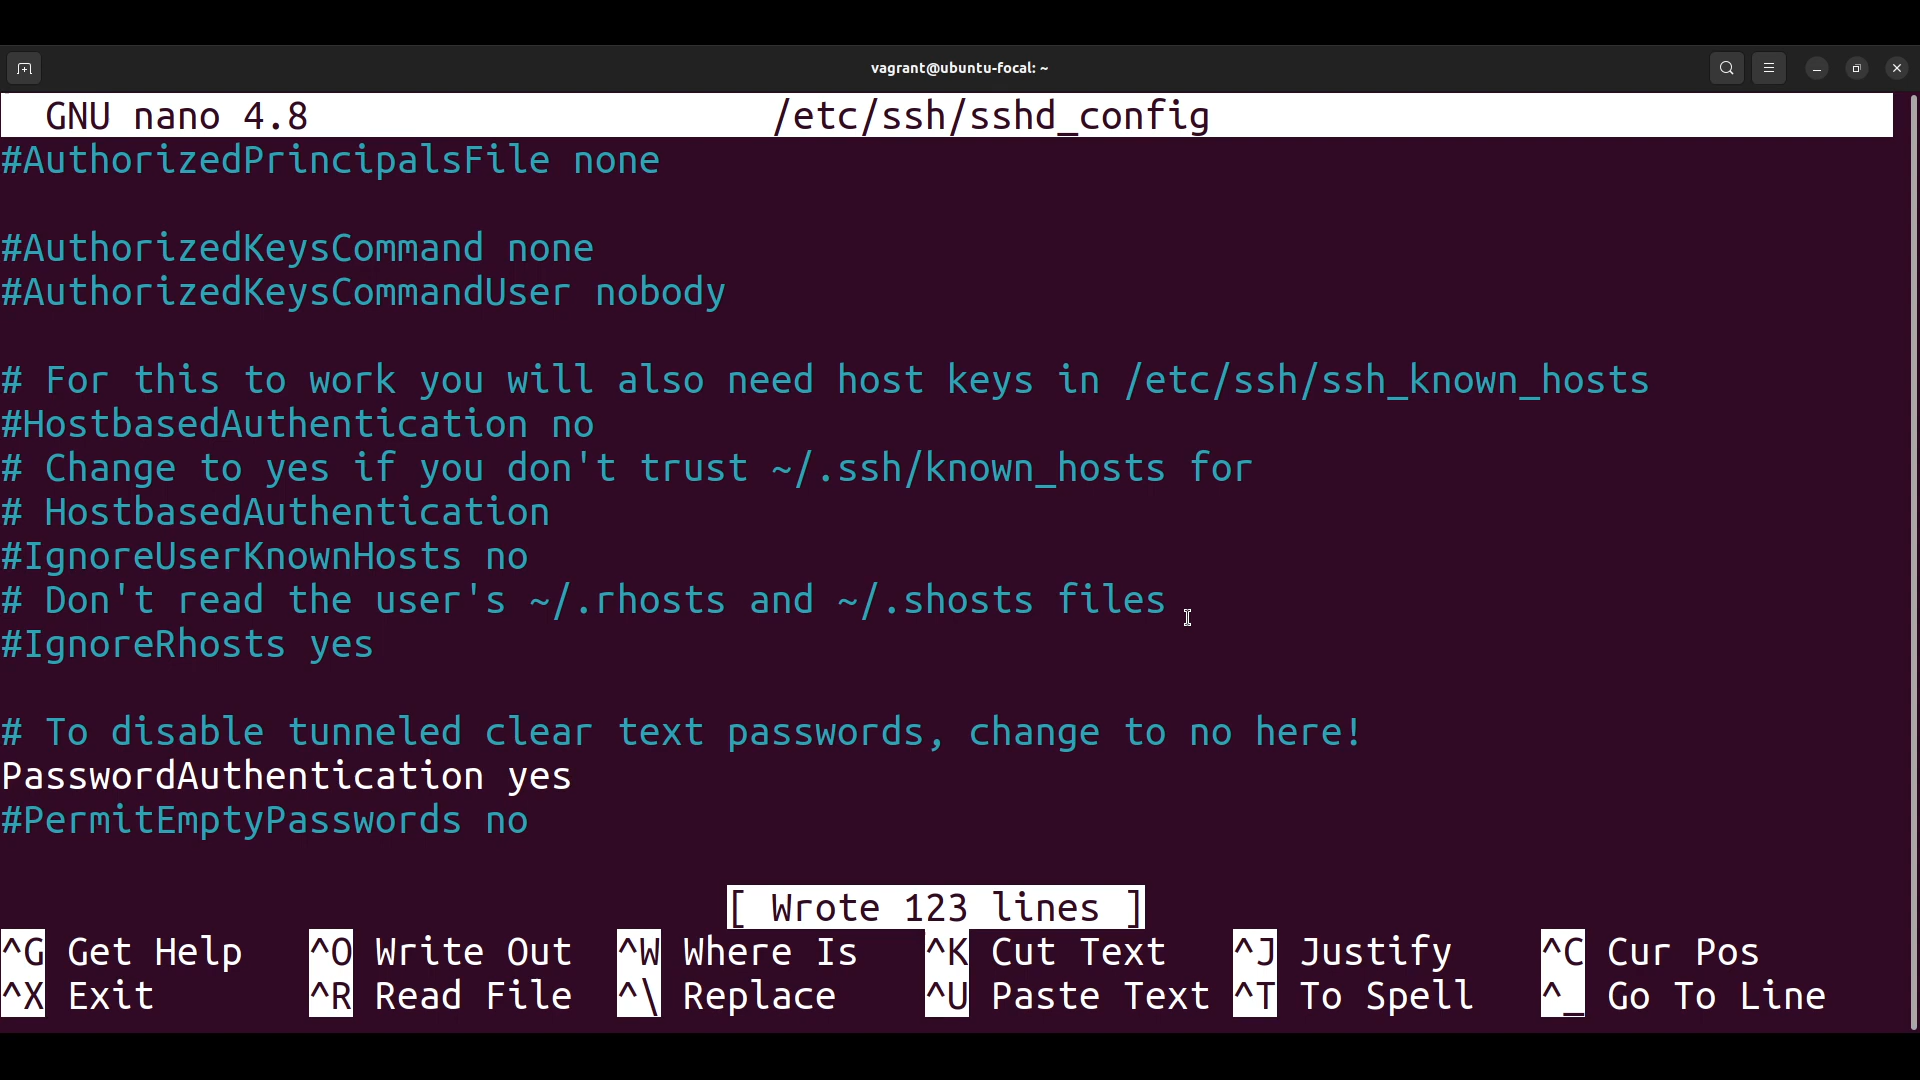 vagrant@ubuntu-focal: ~
GNU nano 4.8 /etc/ssh/sshd_config
#AuthorizedPrincipalsFile none
#AuthorizedKeysCommand none
#AuthorizedKeysCommandUser nobody
# For this to work you will also need host keys in /etc/ssh/ssh_known_hosts
#HostbasedAuthentication no
# Change to yes if you don't trust ~/.ssh/known_hosts for
# HostbasedAuthentication
#IgnoreUserKnownHosts no
# Don't read the user's ~/.rhosts and ~/.shosts files
#IgnoreRhosts yes
# To disable tunneled clear text passwords, change to no here!
PasswordAuthentication yes
#PermitEmptyPasswords no
[ Wrote 123 lines ]
^G Get Help ^O Write Out ^W Where Is ^K Cut Text ^J Justify ^C Cur Pos
^X Exit ^R Read File ^\ Replace ^U Paste Text ^T To Spell ^_ Go To Line